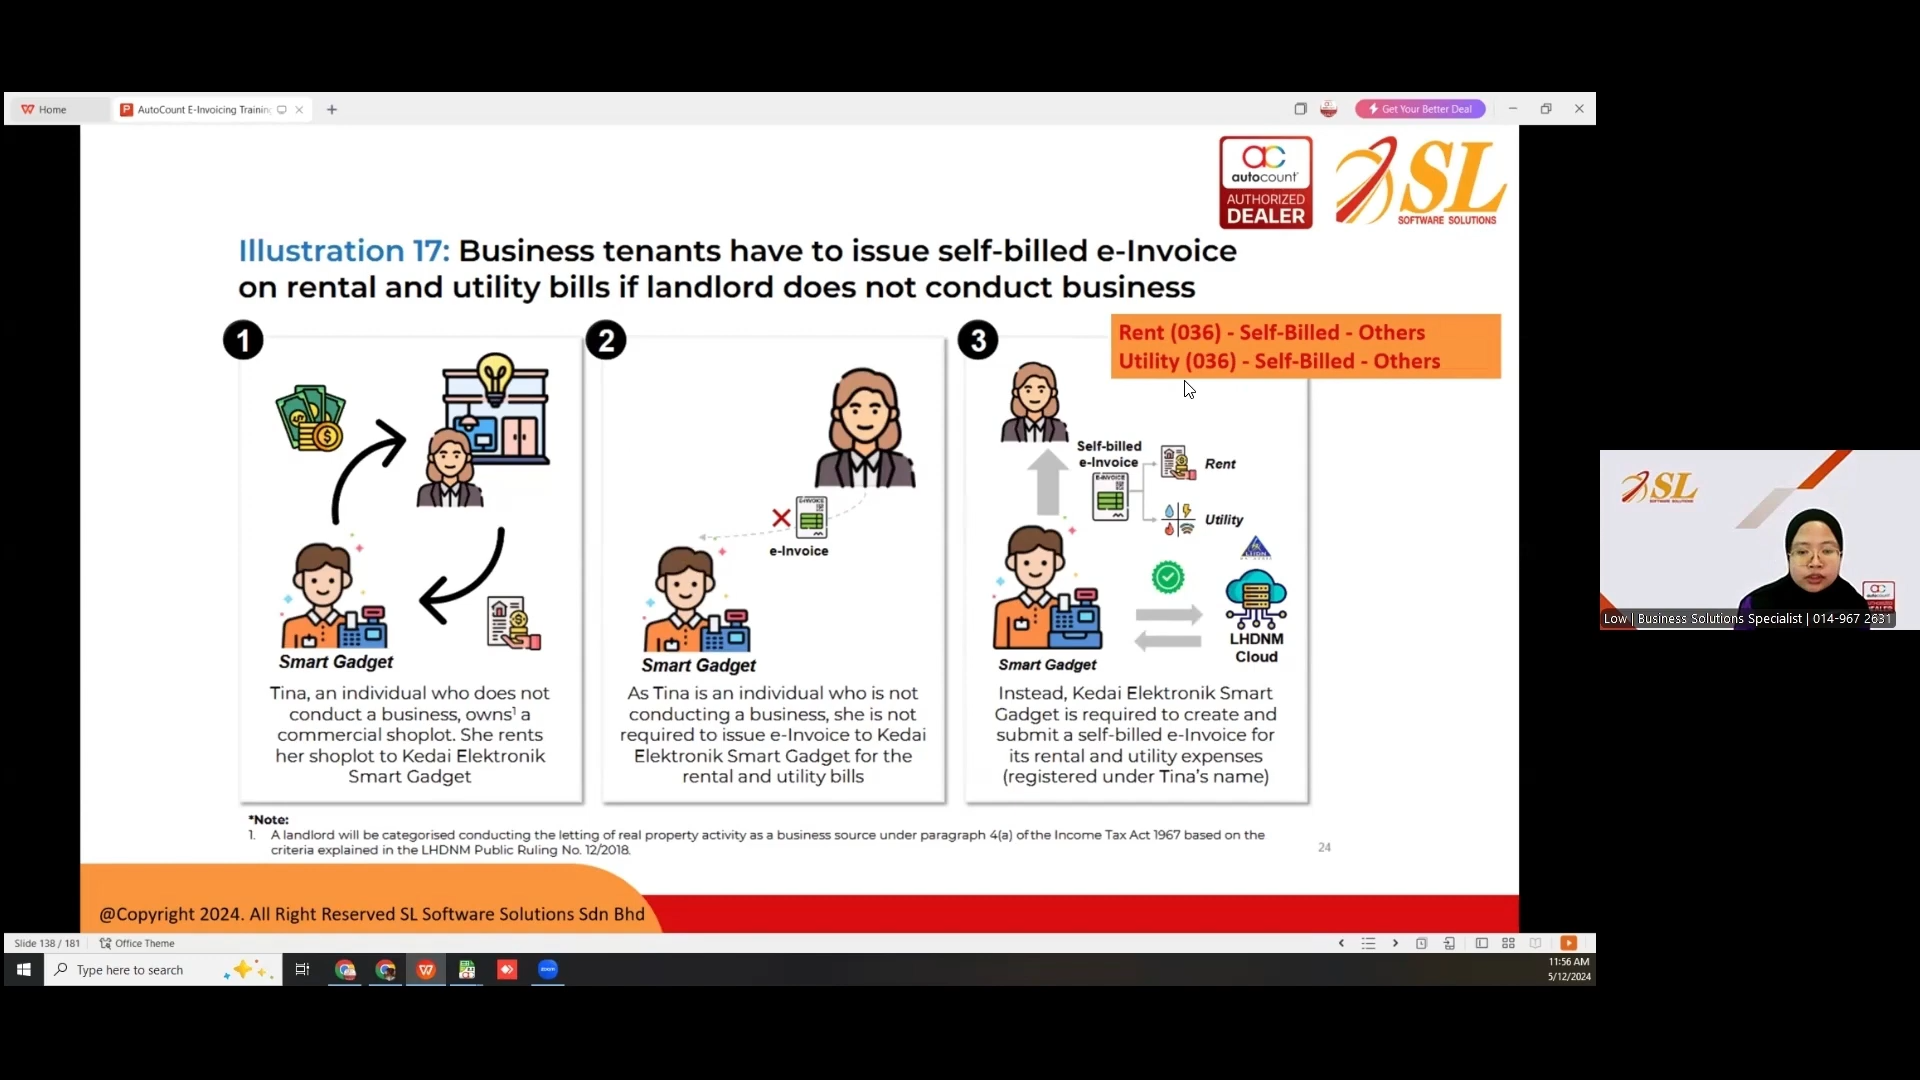 Home
AutoCount E-Invoicing Training
Get Your Better Deal
autocount
AUTHORIZED
DEALER
SL
SOFTWARE SOLUTIONS
Illustration 17: Business tenants have to issue self-billed e-Invoice
on rental and utility bills if landlord does not conduct business
1
2
3
Rent (036) - Self-Billed - Others
Utility (036) - Self-Billed - Others
Smart Gadget
Tina, an individual who does not
conduct a business, owns¹ a
commercial shoplot. She rents
her shoplot to Kedai Elektronik
Smart Gadget
E-INVOICE
e-Invoice
Smart Gadget
As Tina is an individual who is not
conducting a business, she is not
required to issue e-Invoice to Kedai
Elektronik Smart Gadget for the
rental and utility bills
Self-billed
e-Invoice
E-INVOICE
Rent
Utility
LHDNM
Cloud
Smart Gadget
Instead, Kedai Elektronik Smart
Gadget is required to create and
submit a self-billed e-Invoice for
its rental and utility expenses
(registered under Tina's name)
*Note:
1. A landlord will be categorised conducting the letting of real property activity as a business source under paragraph 4(a) of the Income Tax Act 1967 based on the
criteria explained in the LHDNM Public Ruling No. 12/2018.
24
@Copyright 2024. All Right Reserved SL Software Solutions Sdn Bhd
Slide 138 / 181
Office Theme
Type here to search
zoom
11:56 AM
5/12/2024
SL
Low | Business Solutions Specialist | 014-967 2631